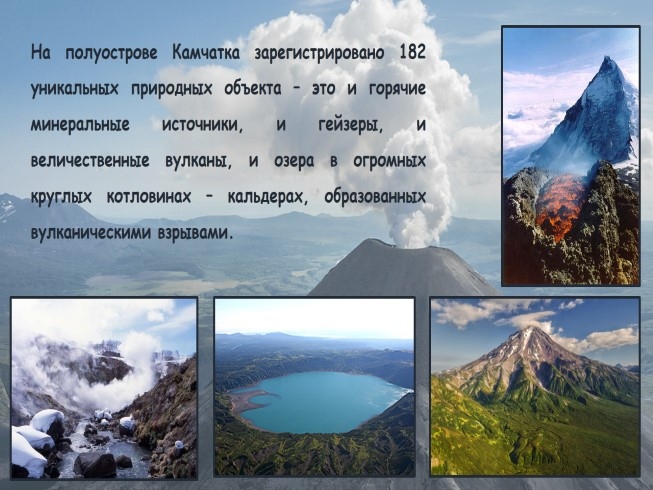 На полуострове Камчатка зарегистрировано 182
уникальных природных объекта – это и горячие
минеральные источники, и гейзеры, и
величественные вулканы, и озера в огромных
круглых котловинах – кальдерах, образованных
вулканическими взрывами.